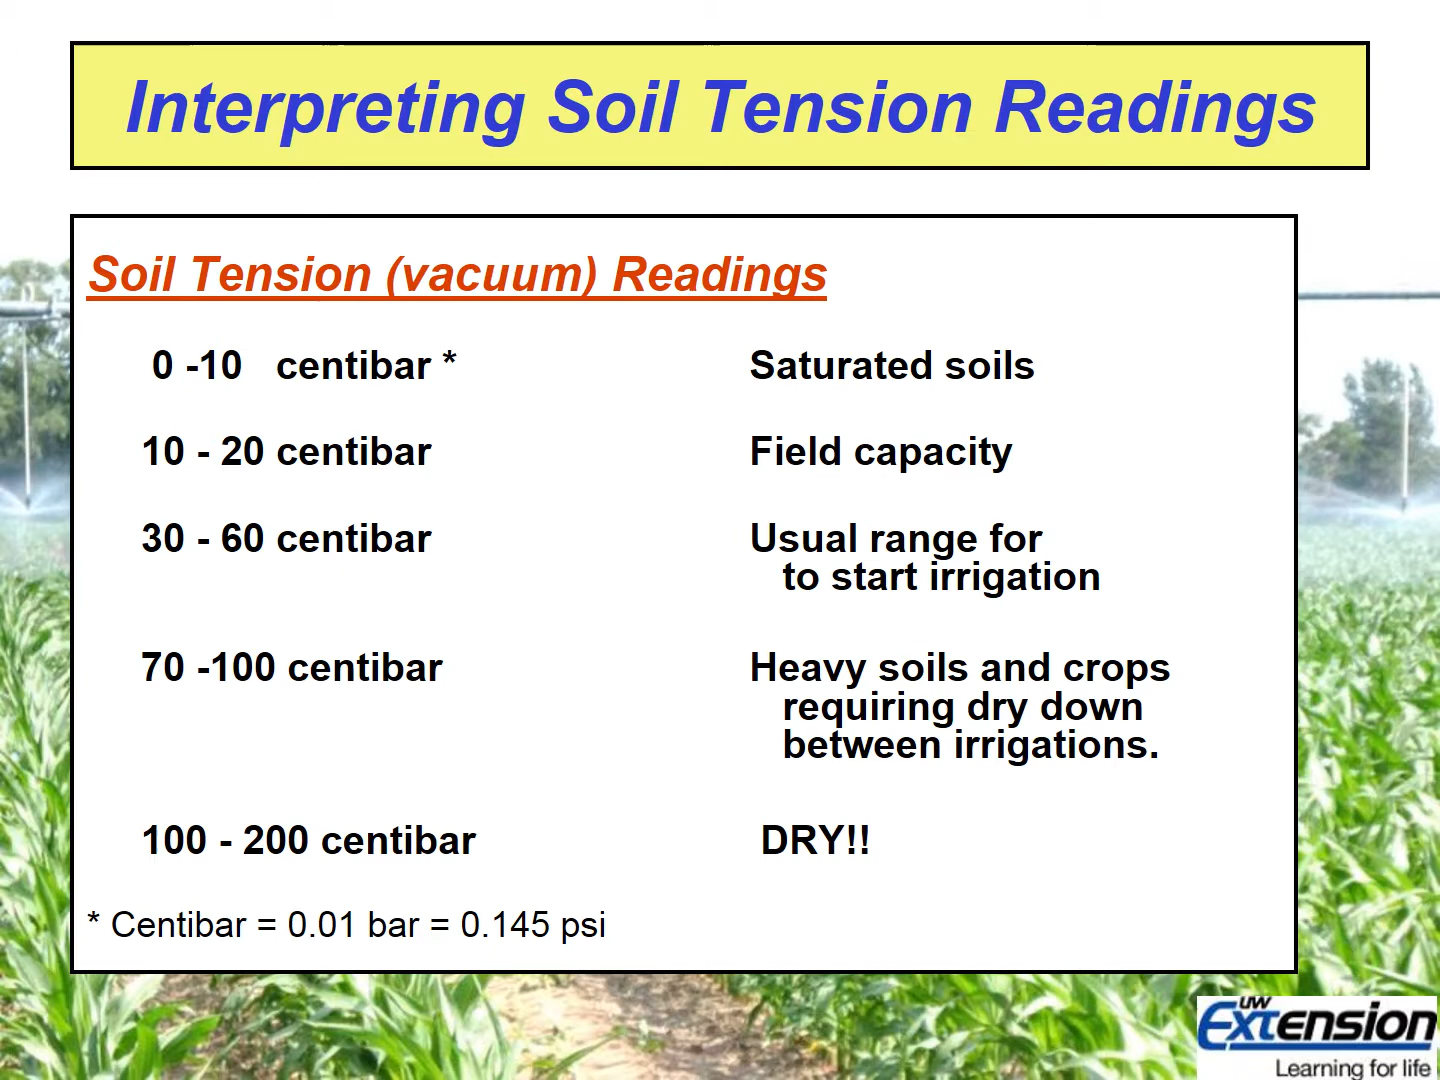 Interpreting Soil Tension Readings
Soil Tension (vacuum) Readings
0 -10 centibar * Saturated soils
10 - 20 centibar Field capacity
30 - 60 centibar Usual range for
to start irrigation
70 -100 centibar Heavy soils and crops
requiring dry down
between irrigations.
100 - 200 centibar DRY!!
* Centibar = 0.01 bar = 0.145 psi
UW
Extension
Learning for life